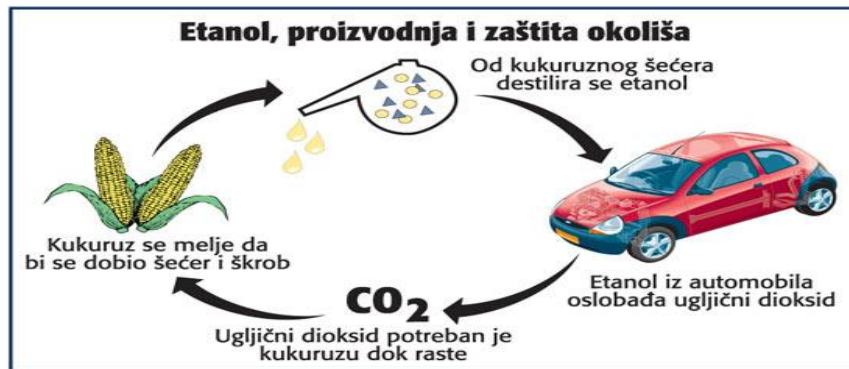 Etanol, proizvodnja i zaštita okoliša
Od kukuruznog šećera
destilira se etanol
Kukuruz se melje da
bi se dobio šećer i škrob
Etanol iz automobila
oslobađa ugljični dioksid
CO₂
Ugljični dioksid potreban je
kukuruzu dok raste